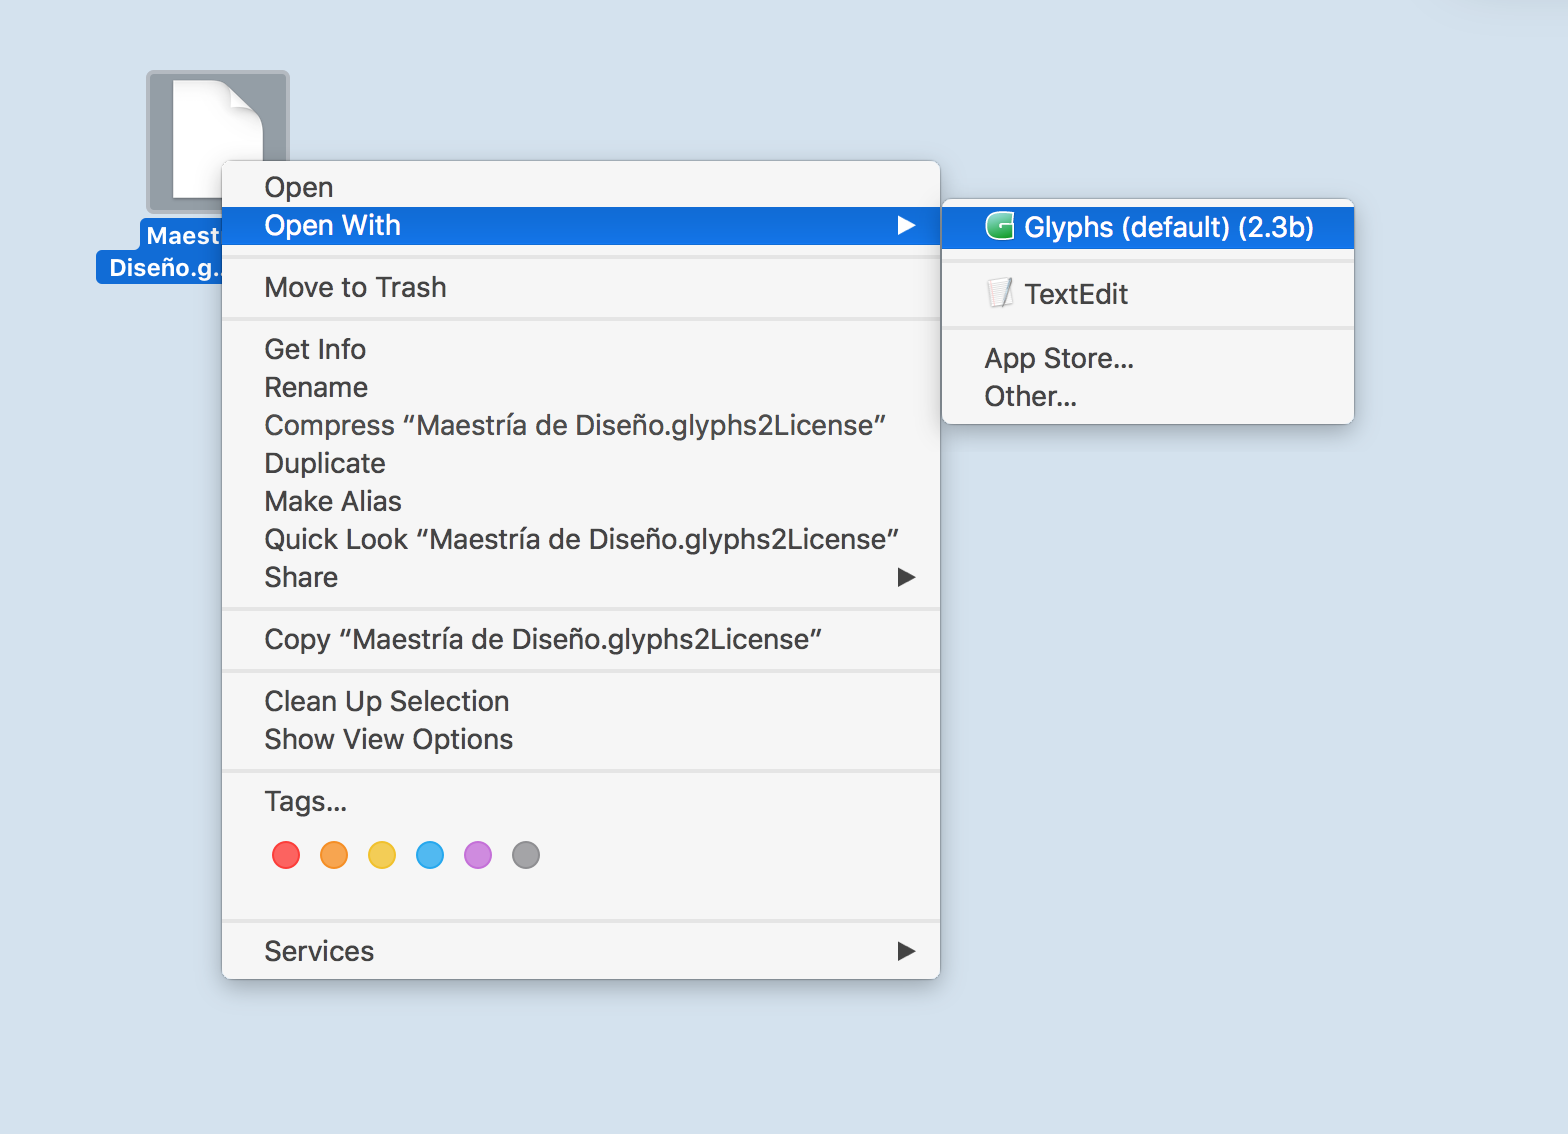 Maest
Diseño.g..
Open
Open With
Glyphs (default) (2.3b)
Move to Trash
TextEdit
Get Info
App Store...
Rename
Other...
Compress “Maestría de Diseño.glyphs2License”
Duplicate
Make Alias
Quick Look “Maestría de Diseño.glyphs2License”
Share
Copy “Maestría de Diseño.glyphs2License”
Clean Up Selection
Show View Options
Tags...
Services